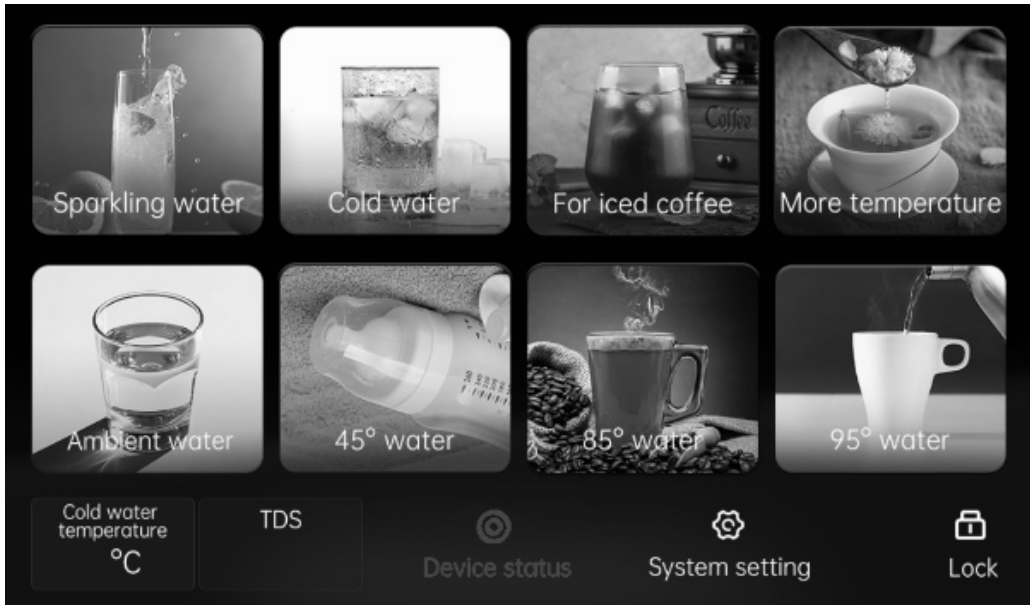 Sparkling water
Cold water
Coffee
For iced coffee
More temperature
Ambient water
45° water
85° water
95° water
Cold water
temperature
°C
TDS
Device status
System setting
Lock